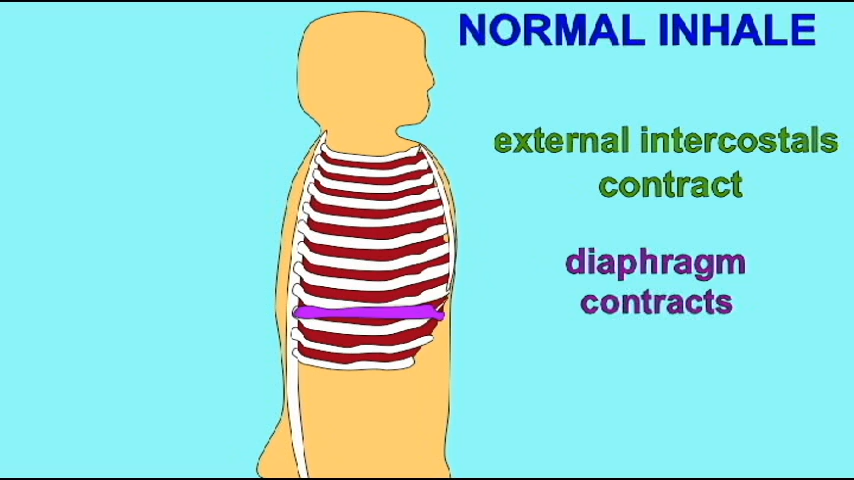 NORMAL INHALE
external intercostals
contract
diaphragm
contracts